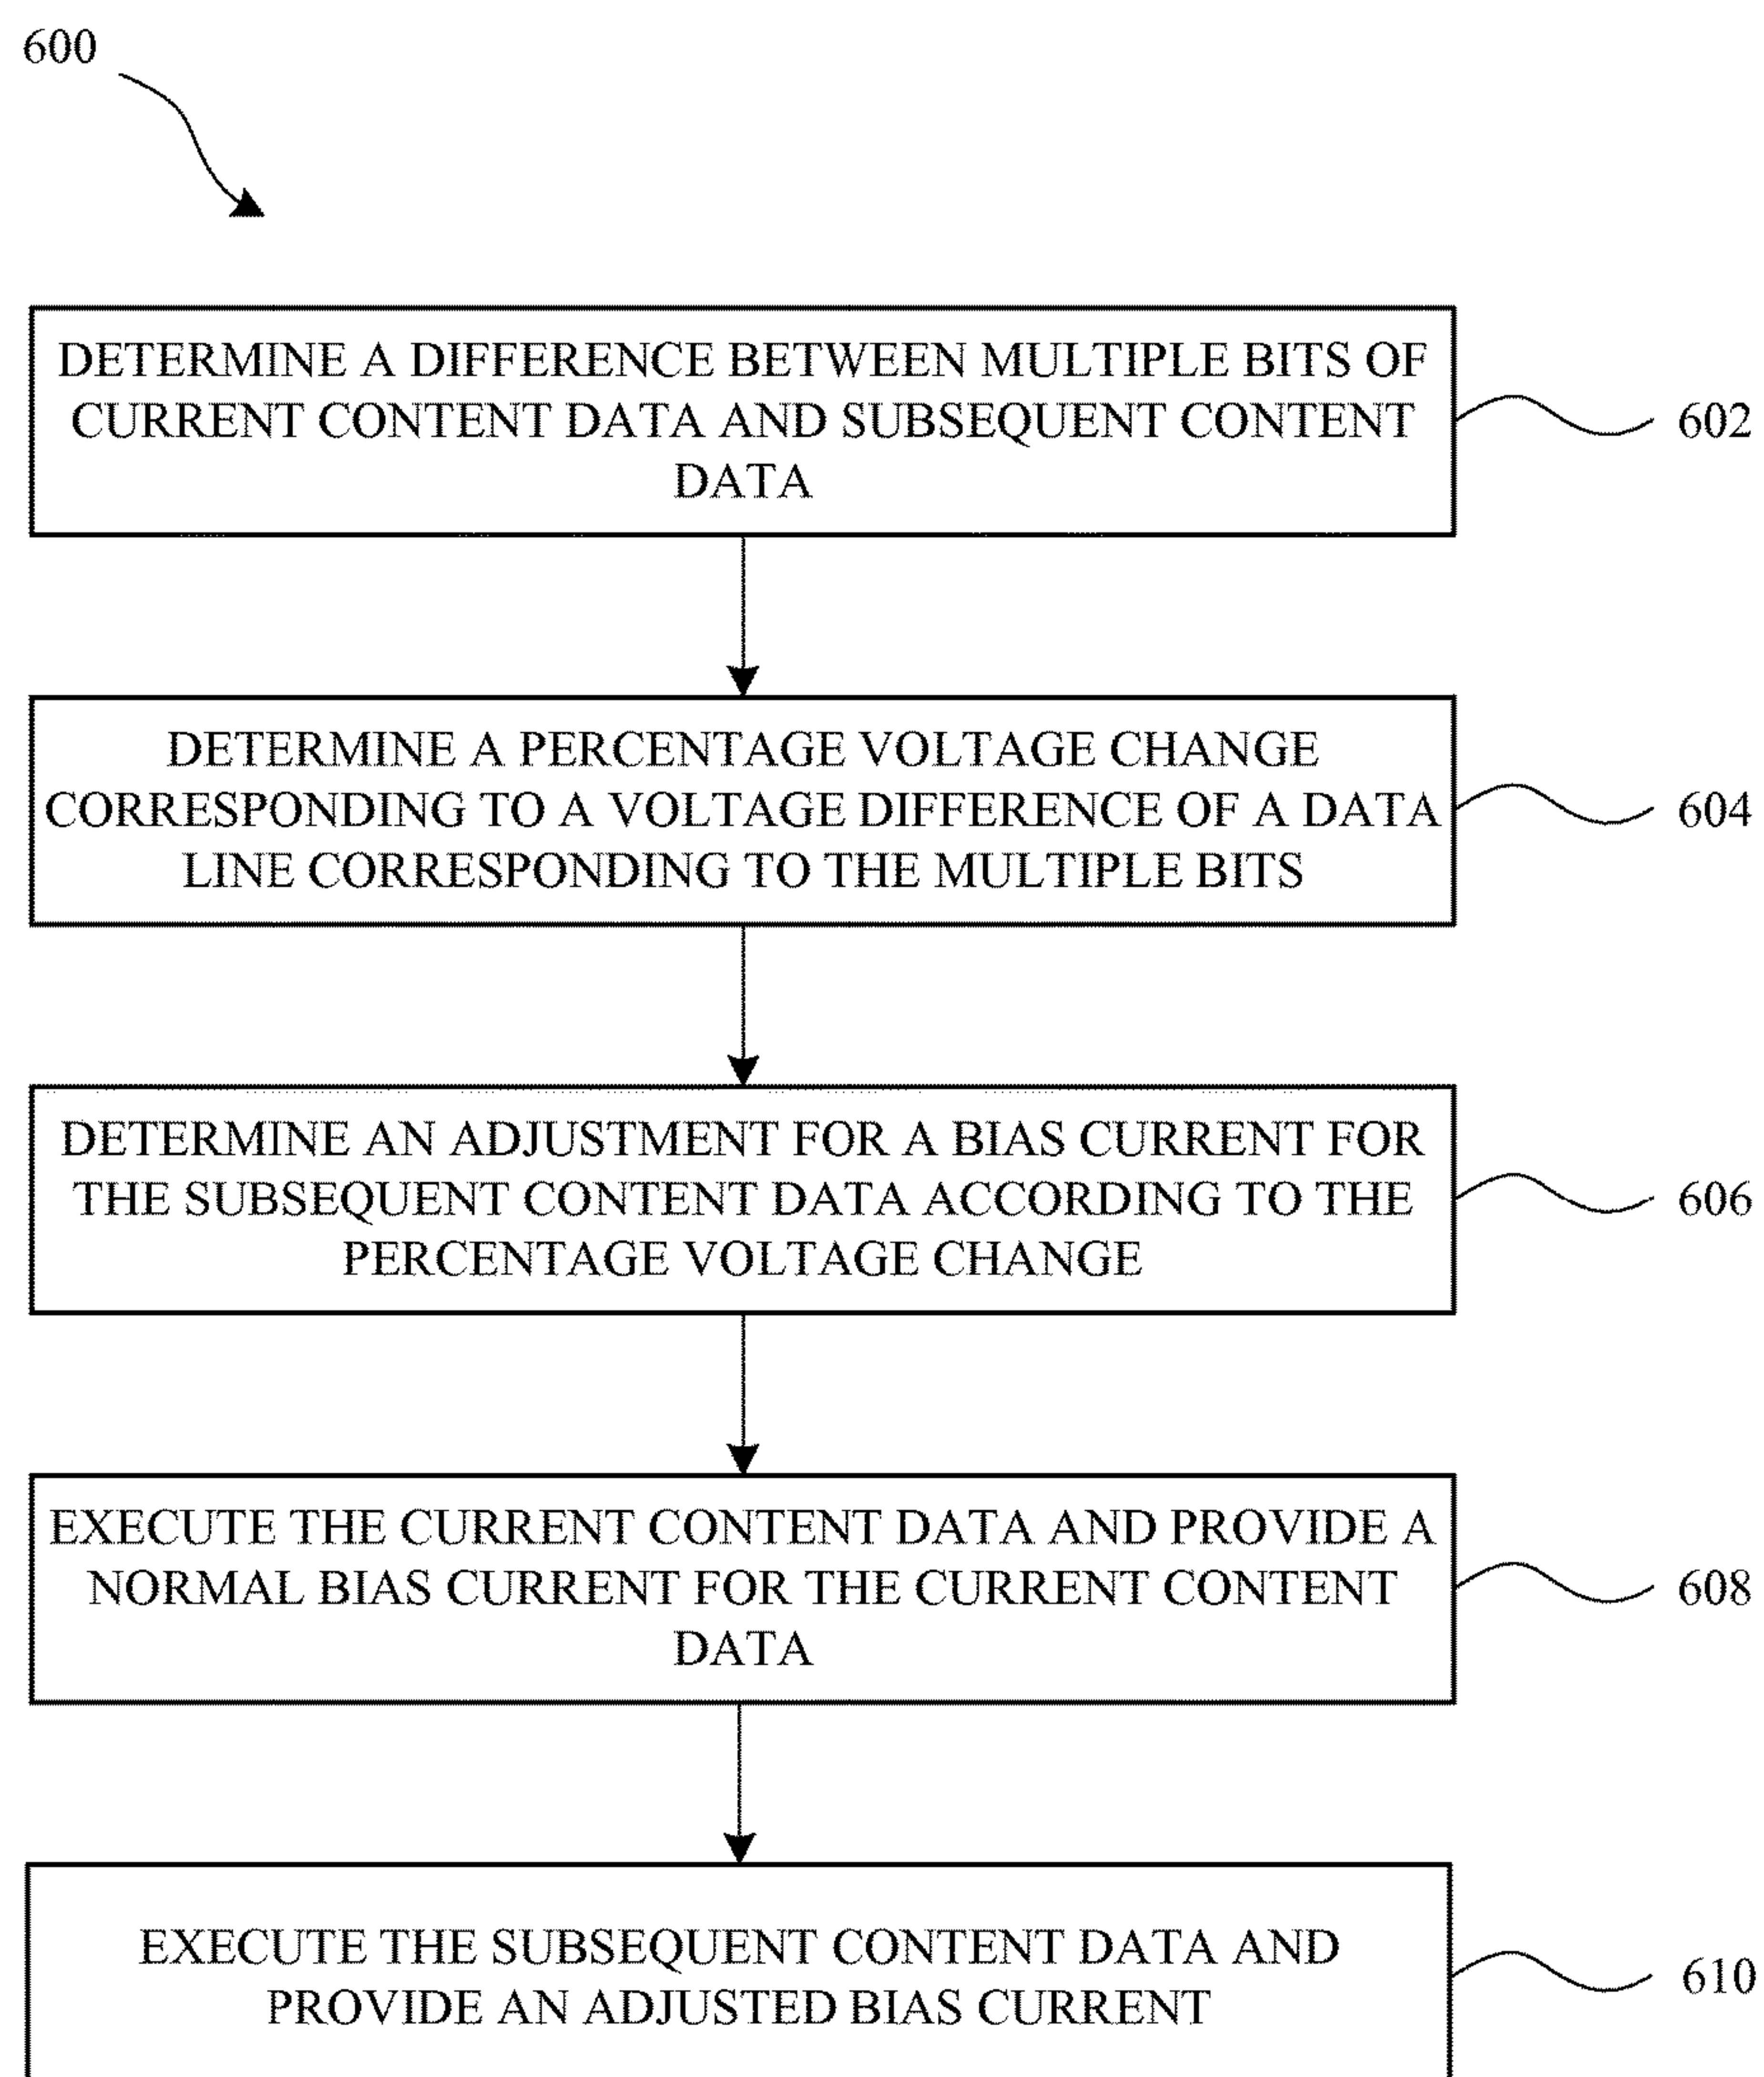 600
DETERMINE A DIFFERENCE BETWEEN MULTIPLE BITS OF
CURRENT CONTENT DATA AND SUBSEQUENT CONTENT
DATA
602
DETERMINE A PERCENTAGE VOLTAGE CHANGE
CORRESPONDING TO A VOLTAGE DIFFERENCE OF A DATA
LINE CORRESPONDING TO THE MULTIPLE BITS
604
DETERMINE AN ADJUSTMENT FOR A BIAS CURRENT FOR
THE SUBSEQUENT CONTENT DATA ACCORDING TO THE
PERCENTAGE VOLTAGE CHANGE
606
EXECUTE THE CURRENT CONTENT DATA AND PROVIDE A
NORMAL BIAS CURRENT FOR THE CURRENT CONTENT
DATA
608
EXECUTE THE SUBSEQUENT CONTENT DATA AND
PROVIDE AN ADJUSTED BIAS CURRENT
610